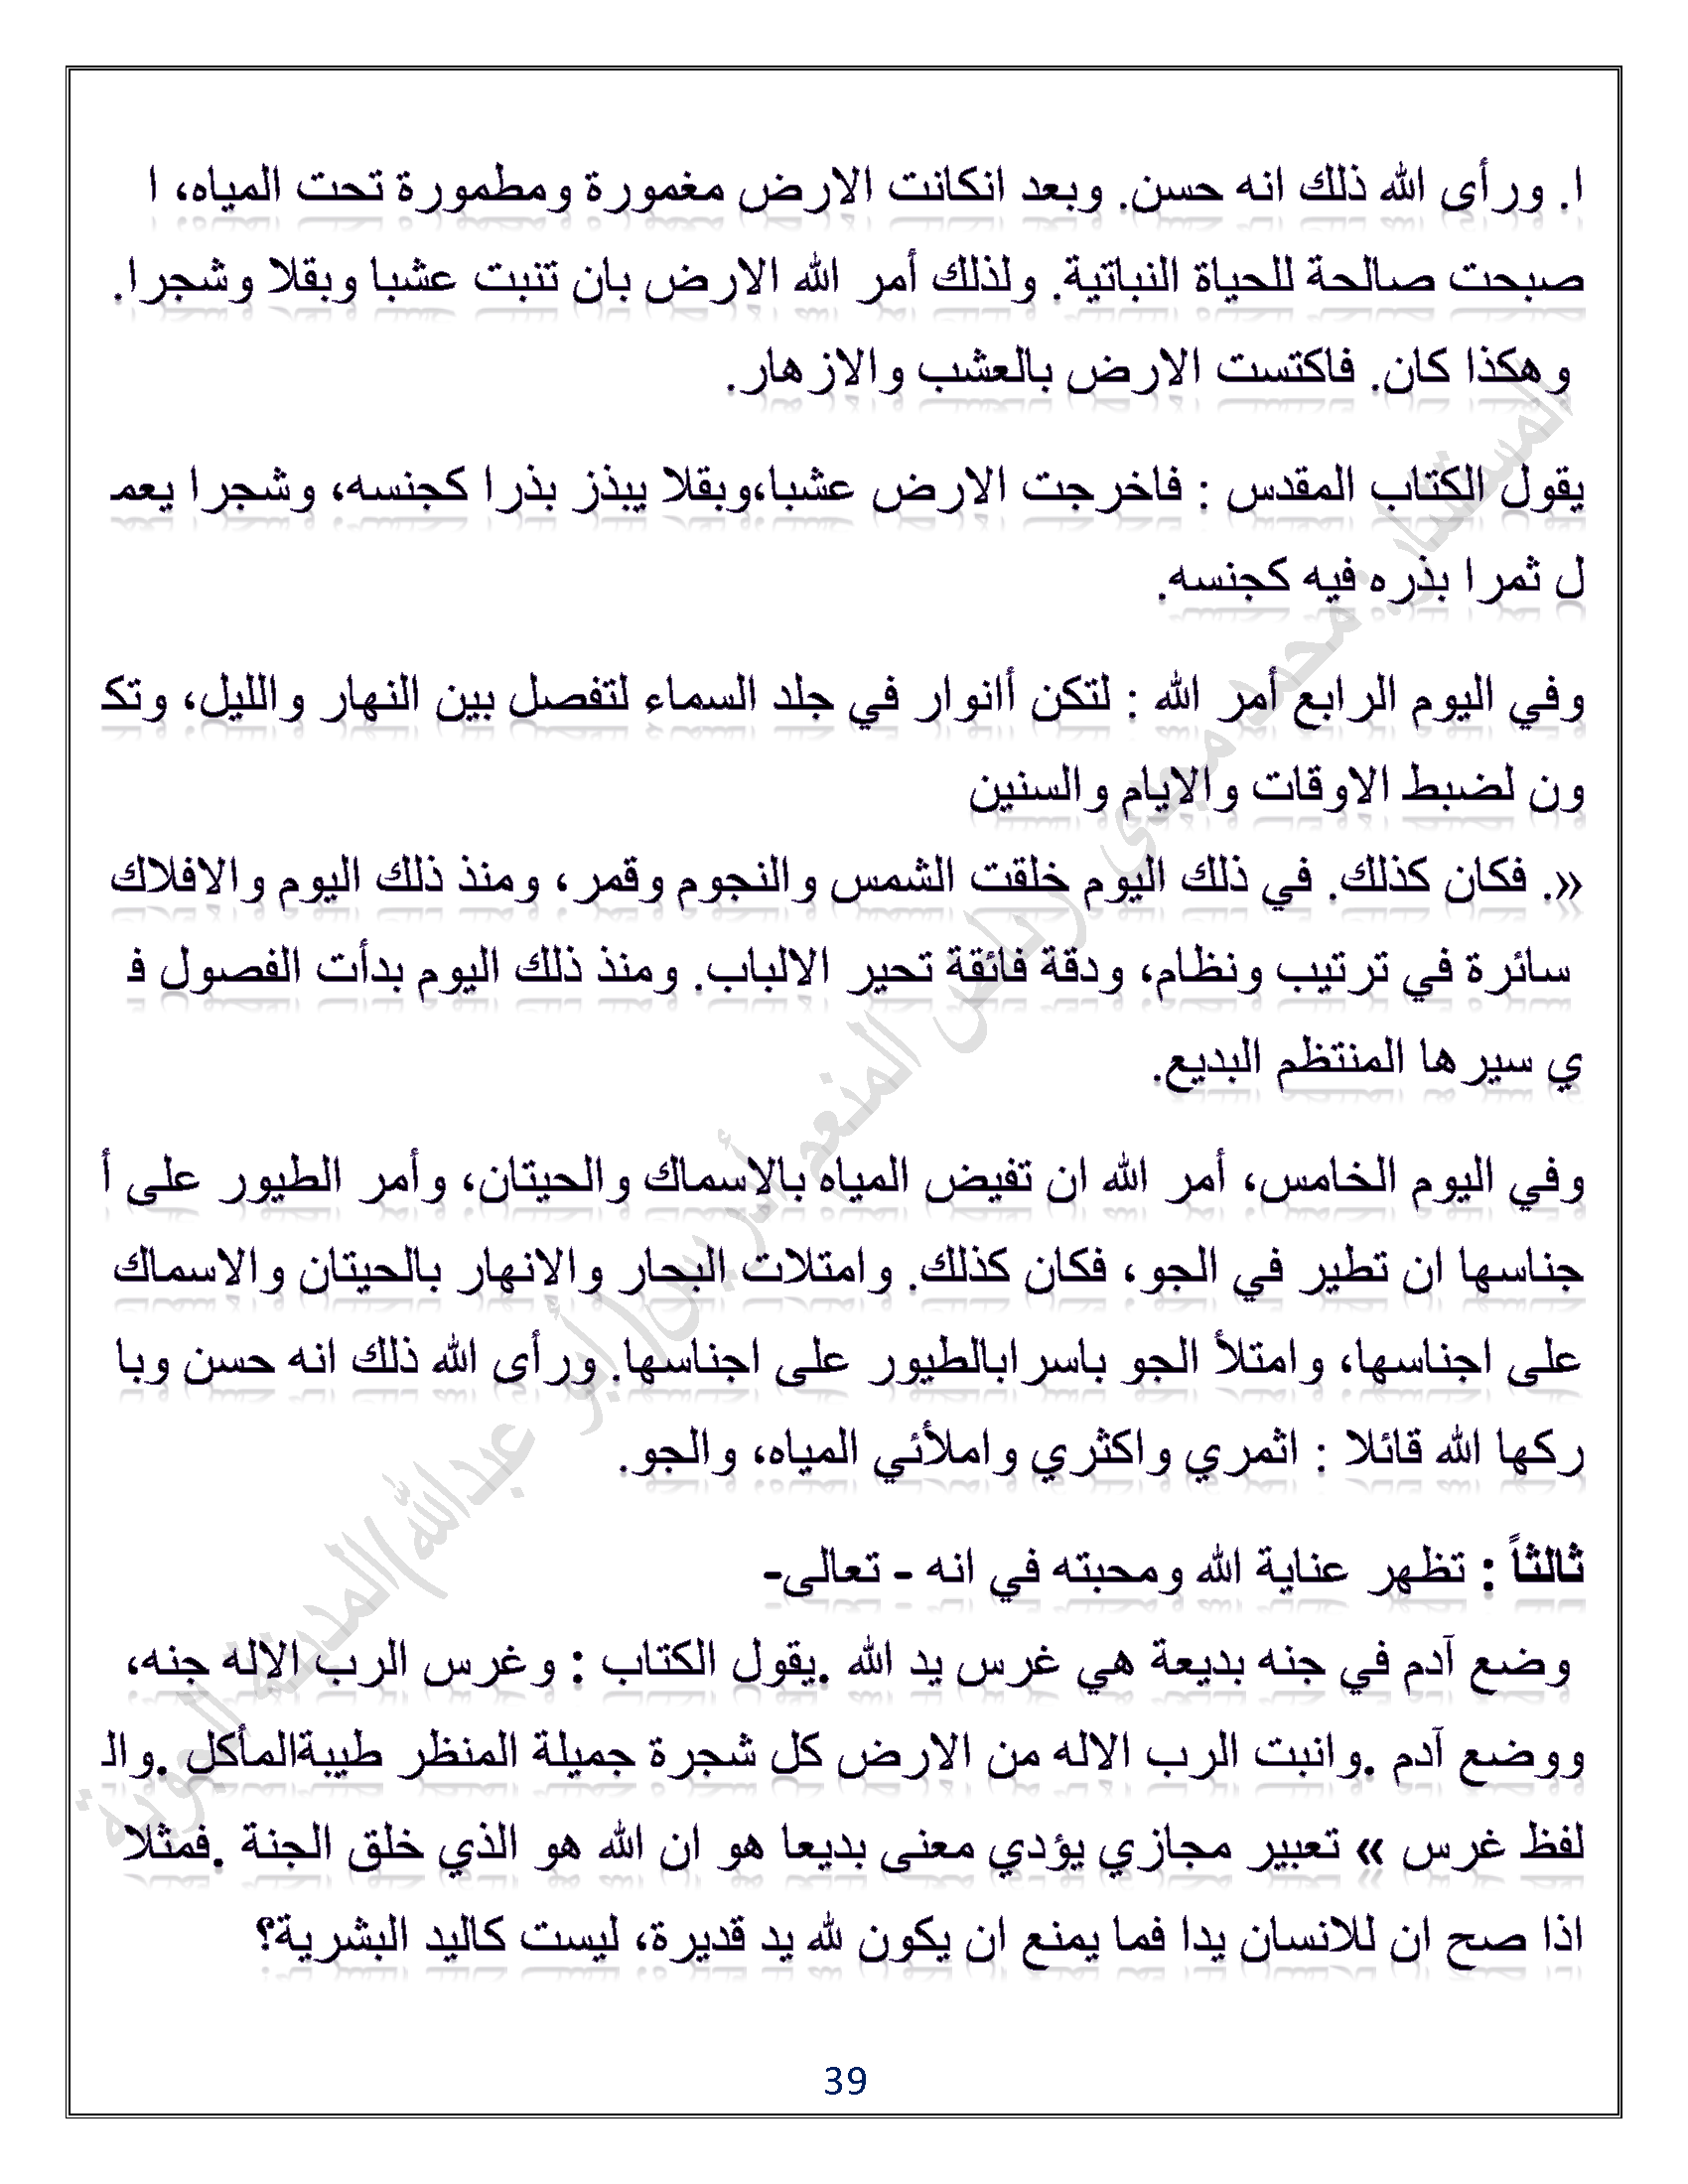 ا. ورأى الله ذلك انه حسن. وبعد انكانت الارض مغمورة ومطمورة تحت المياه، ا
صبحت صالحة للحياة النباتية. ولذلك أمر الله الارض بان تنبت عشبا وبقلا وشجرا.
وهكذا كان. فاكتست الارض بالعشب والازهار.
يقول الكتاب المقدس : فاخرجت الارض عشبا،وبقلا يبذز بذرا كجنسه، وشجرا يعمـ
ل ثمرا بذره فيه كجنسه.
وفي اليوم الرابع أمر الله : لتكن أانوار في جلد السماء لتفصل بين النهار والليل، وتكـ
ون لضبط الاوقات والايام والسنين
». فكان كذلك. في ذلك اليوم خلقت الشمس والنجوم وقمر، ومنذ ذلك اليوم والافلاك
سائرة في ترتيب ونظام، ودقة فائقة تحير الالباب. ومنذ ذلك اليوم بدأت الفصول فـ
ي سيرها المنتظم البديع.
وفي اليوم الخامس، أمر الله ان تفيض المياه بالاسماك والحيتان، وأمر الطيور على أ
جناسها ان تطير في الجو، فكان كذلك. وامتلات البحار والانهار بالحيتان والاسماك
على اجناسها، وامتلأ الجو باسرابالطيور على اجناسها. ورأى الله ذلك انه حسن وبا
ركها الله قائلا : اثمري واكثري واملأئي المياه، والجو.
ثالثاً : تظهر عناية الله ومحبته في انه - تعالى-
وضع آدم في جنه بديعة هي غرس يد الله .يقول الكتاب : وغرس الرب الاله جنه،
ووضع آدم .وانبت الرب الاله من الارض كل شجرة جميلة المنظر طيبةالمأكل .والـ
لفظ غرس » تعبير مجازي يؤدي معنى بديعا هو ان الله هو الذي خلق الجنة .فمثلا
اذا صح ان للانسان يدا فما يمنع ان يكون لله يد قديرة، ليست كاليد البشرية؟
39